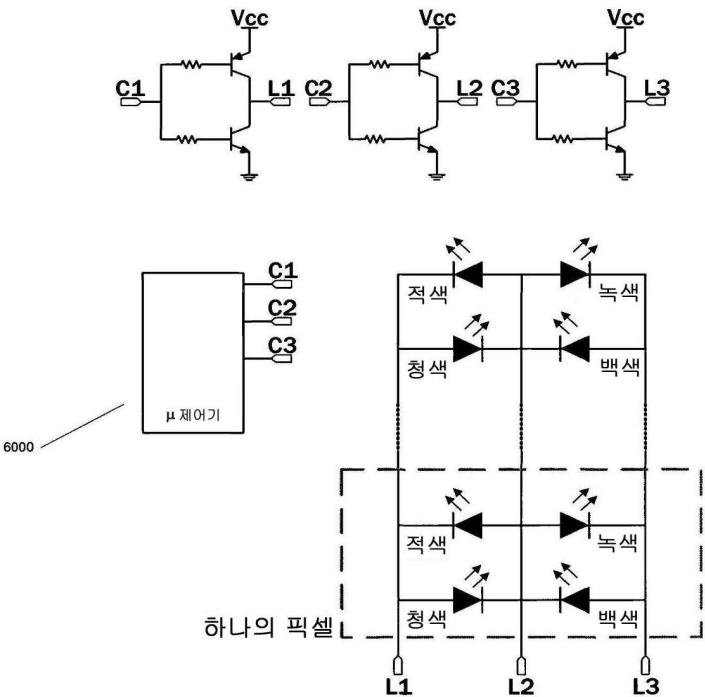 Vcc Vcc Vcc
C1 L1 C2 L2 C3 L3
C1
C2
C3
μ 제어기
6000
적색 녹색
청색 백색
적색 녹색
청색 백색
하나의 픽셀
L1 L2 L3